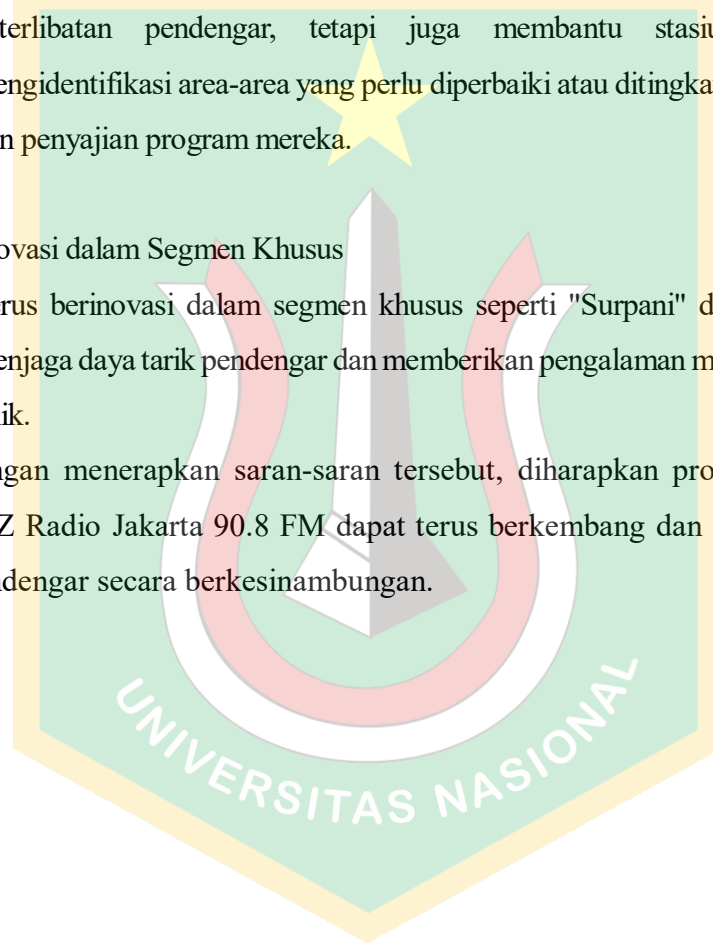 terlibatan pendengar, tetapi juga membantu stasiu
engidentifikasi area-area yang perlu diperbaiki atau ditingka
n penyajian program mereka.
ovasi dalam Segmen Khusus
erus berinovasi dalam segmen khusus seperti "Surpani" d
enjaga daya tarik pendengar dan memberikan pengalaman m
ik.
ngan menerapkan saran-saran tersebut, diharapkan pro
Z Radio Jakarta 90.8 FM dapat terus berkembang dan
ndengar secara berkesinambungan.
UNIVERSITAS NASIONAL